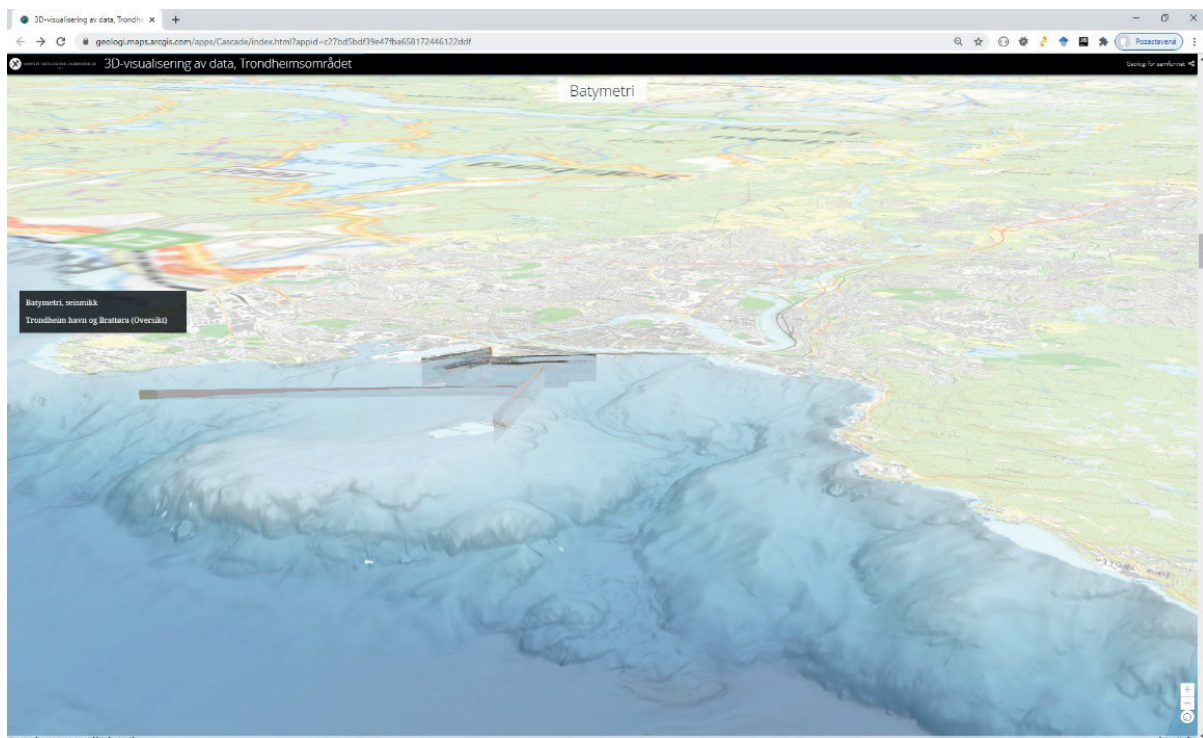 3D-visualisering av data, Trondhe
geologi.maps.arcgis.com/apps/Cascade/index.html?appid=c27bd5bdf39e47fba658172446122ddf
Pozastavená
3D-visualisering av data, Trondheimsområdet
Geologi for samfunnet
Batymetri
Batymetri, seismikk
Trondheim havn og Brattøra (Oversikt)